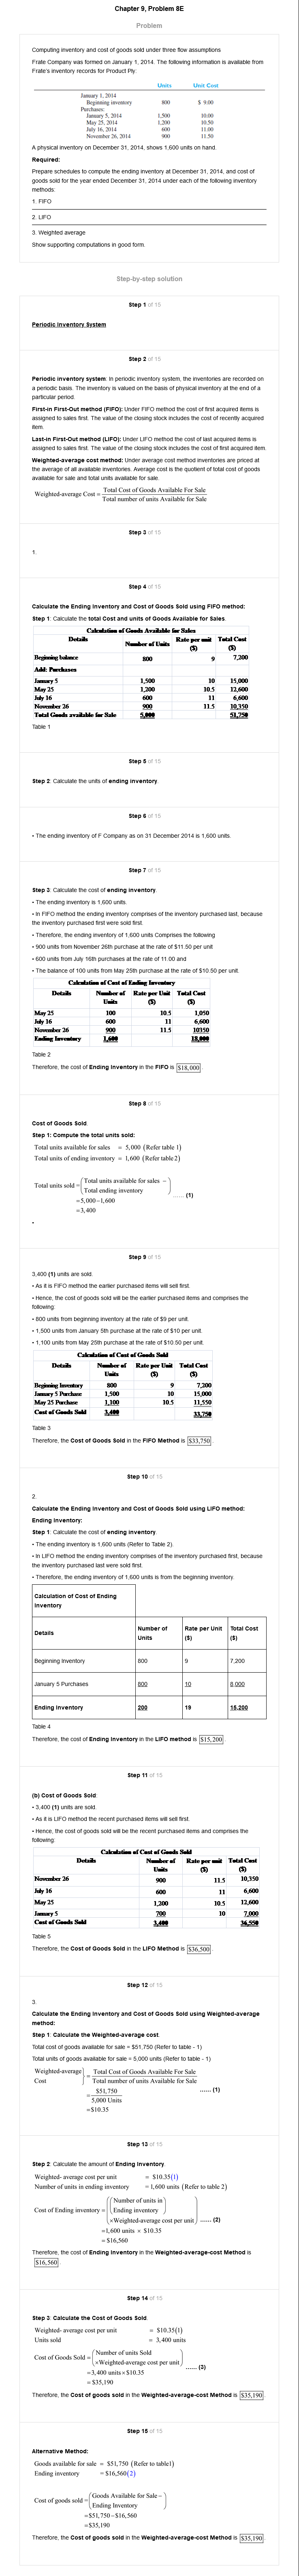 Chapter 9, Problem 8E
Problem
Computing inventory and cost of goods sold under three flow assumptions
Frate Company was formed on January 1, 2014. The following information is available from
Frate's inventory records for Product Ply:
Units Unit Cost
January 1, 2014
Beginning inventory 800 $ 9.00
Purchases:
January 5, 2014 1,500 10.00
May 25, 2014 1,200 10.50
July 16, 2014 600 11.00
November 26, 2014 900 11.50
A physical inventory on December 31, 2014, shows 1,600 units on hand.
Required:
Prepare schedules to compute the ending inventory at December 31, 2014, and cost of
goods sold for the year ended December 31, 2014 under each of the following inventory
methods:
1. FIFO
2. LIFO
3. Weighted average
Show supporting computations in good form.
Step-by-step solution
Step 1 of 15
Periodic Inventory System
Step 2 of 15
Periodic inventory system: In periodic inventory system, the inventories are recorded on
a periodic basis. The inventory is valued on the basis of physical inventory at the end of a
particular period.
First-in First-Out method (FIFO): Under FIFO method the cost of first acquired items is
assigned to sales first. The value of the closing stock includes the cost of recently acquired
item.
Last-in First-Out method (LIFO): Under LIFO method the cost of last acquired items is
assigned to sales first. The value of the closing stock includes the cost of first acquired item.
Weighted-average cost method: Under average cost method inventories are priced at
the average of all available inventories. Average cost is the quotient of total cost of goods
available for sale and total units available for sale.
Weighted-average Cost = Total Cost of Goods Available For Sale
Total number of units Available for Sale
Step 3 of 15
1.
Step 4 of 15
Calculate the Ending Inventory and Cost of Goods Sold using FIFO method:
Step 1: Calculate the total Cost and units of Goods Available for Sales.
Calculation of Goods Available for Sales
Details Number of Units Rate per unit ($) Total Cost ($)
Beginning balance 800 9 7,200
Add: Purchases
January 5 1,500 10 15,000
May 25 1,200 10.5 12,600
July 16 600 11 6,600
November 26 900 11.5 10,350
Total Goods available for Sale 5,000 51,750
Table 1
Step 5 of 15
Step 2: Calculate the units of ending inventory.
Step 6 of 15
• The ending inventory of F Company as on 31 December 2014 is 1,600 units.
Step 7 of 15
Step 3: Calculate the cost of ending inventory.
• The ending inventory is 1,600 units.
• In FIFO method the ending inventory comprises of the inventory purchased last, because
the inventory purchased first were sold first.
• Therefore, the ending inventory of 1,600 units Comprises the following
• 900 units from November 26th purchase at the rate of $11.50 per unit
• 600 units from July 16th purchases at the rate of 11.00 and
• The balance of 100 units from May 25th purchase at the rate of $10.50 per unit.
Calculation of Cost of Ending Inventory
Details Number of Units Rate per Unit ($) Total Cost ($)
May 25 100 10.5 1,050
July 16 600 11 6,600
November 26 900 11.5 10350
Ending Inventory 1,600 18,000
Table 2
Therefore, the cost of Ending Inventory in the FIFO is $18,000.
Step 8 of 15
Cost of Goods Sold:
Step 1: Compute the total units sold:
Total units available for sales = 5,000 (Refer table 1)
Total units of ending inventory = 1,600 (Refer table 2)
Total units sold = (Total units available for sales −
Total ending inventory) ...... (1)
=5,000−1,600
=3,400
•
Step 9 of 15
3,400 (1) units are sold.
• As it is FIFO method the earlier purchased items will sell first.
• Hence, the cost of goods sold will be the earlier purchased items and comprises the
following:
• 800 units from beginning inventory at the rate of $9 per unit.
• 1,500 units from January 5th purchase at the rate of $10 per unit.
• 1,100 units from May 25th purchase at the rate of $10.50 per unit.
Calculation of Cost of Goods Sold
Details Number of Units Rate per Unit ($) Total Cost ($)
Beginning Inventory 800 9 7,200
January 5 Purchase 1,500 10 15,000
May 25 Purchase 1,100 10.5 11,550
Cost of Goods Sold 3,400 33,750
Table 3
Therefore, the Cost of Goods Sold in the FIFO Method is $33,750.
Step 10 of 15
2.
Calculate the Ending Inventory and Cost of Goods Sold using LIFO method:
Ending Inventory:
Step 1: Calculate the cost of ending inventory.
• The ending inventory is 1,600 units (Refer to Table 2).
• In LIFO method the ending inventory comprises of the inventory purchased first, because
the inventory purchased last were sold first.
• Therefore, the ending inventory of 1,600 units is from the beginning inventory.
Calculation of Cost of Ending
Inventory
Details Number of Units Rate per Unit ($) Total Cost ($)
Beginning Inventory 800 9 7,200
January 5 Purchases 800 10 8,000
Ending Inventory 200 19 15,200
Table 4
Therefore, the cost of Ending Inventory in the LIFO method is $15,200.
Step 11 of 15
(b) Cost of Goods Sold:
• 3,400 (1) units are sold.
• As it is LIFO method the recent purchased items will sell first.
• Hence, the cost of goods sold will be the recent purchased items and comprises the
following:
Calculation of Cost of Goods Sold
Details Number of Units Rate per unit ($) Total Cost ($)
November 26 900 11.5 10,350
July 16 600 11 6,600
May 25 1,200 10.5 12,600
January 5 700 10 7,000
Cost of Goods Sold 3,400 36,550
Table 5
Therefore, the Cost of Goods Sold in the LIFO Method is $36,500.
Step 12 of 15
3.
Calculate the Ending Inventory and Cost of Goods Sold using Weighted-average
method:
Step 1: Calculate the Weighted-average cost.
Total cost of goods available for sale = $51,750 (Refer to table - 1)
Total units of goods available for sale = 5,000 units (Refer to table - 1)
Weighted-average Cost } = Total Cost of Goods Available For Sale
Total number of units Available for Sale
= $51,750 ...... (1)
5,000 Units
=$10.35
Step 13 of 15
Step 2: Calculate the amount of Ending Inventory.
Weighted- average cost per unit = $10.35(1)
Number of units in ending inventory = 1,600 units (Refer to table 2)
Cost of Ending inventory = ((Number of units in
Ending inventory)
×Weighted-average cost per unit) ...... (2)
=1,600 units × $10.35
= $16,560
Therefore, the cost of Ending Inventory in the Weighted-average-cost Method is
$16,560.
Step 14 of 15
Step 3: Calculate the Cost of Goods Sold.
Weighted- average cost per unit = $10.35(1)
Units sold = 3,400 units
Cost of Goods Sold = (Number of units Sold
×Weighted-average cost per unit) ...... (3)
=3,400 units × $10.35
= $35,190
Therefore, the Cost of goods sold in the Weighted-average-cost Method is $35,190.
Step 15 of 15
Alternative Method:
Goods available for sale = $51,750 (Refer to table1)
Ending inventory = $16,560(2)
Cost of goods sold = (Goods Available for Sale −
Ending Inventory)
=$51,750−$16,560
=$35,190
Therefore, the Cost of goods sold in the Weighted-average-cost Method is $35,190.